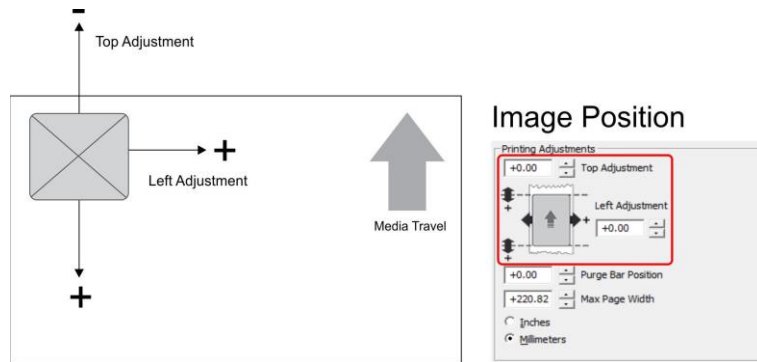 -
Top Adjustment
+
Left Adjustment
Media Travel
+
Image Position
Printing Adjustments
+0.00 Top Adjustment
+
Left Adjustment
+ +0.00
+
+0.00 Purge Bar Position
+220.82 Max Page Width
Inches
Millimeters